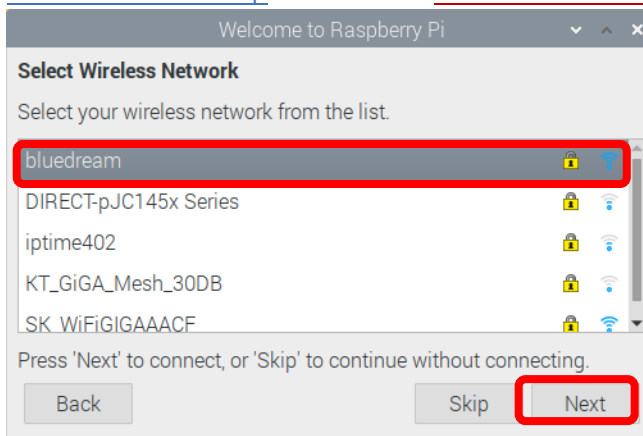 Welcome to Raspberry Pi
Select Wireless Network
Select your wireless network from the list.
bluedream
DIRECT-pJC145x Series
iptime402
KT_GiGA_Mesh_30DB
SK_WiFiGIGAAACF
Press 'Next' to connect, or 'Skip' to continue without connecting.
Back Skip Next